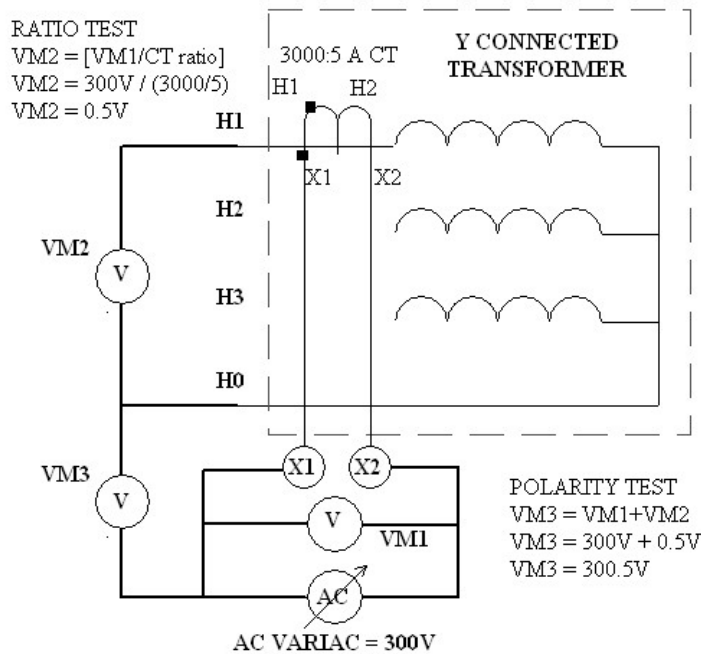 RATIO TEST
VM2 = [VM1/CT ratio]
VM2 = 300V / (3000/5)
VM2 = 0.5V
3000:5 A CT
Y CONNECTED
TRANSFORMER
H1
H2
H1
X1
X2
H2
VM2
V
H3
H0
X1
X2
VM3
V
V
VM1
AC
AC VARIAC = 300V
POLARITY TEST
VM3 = VM1+VM2
VM3 = 300V + 0.5V
VM3 = 300.5V